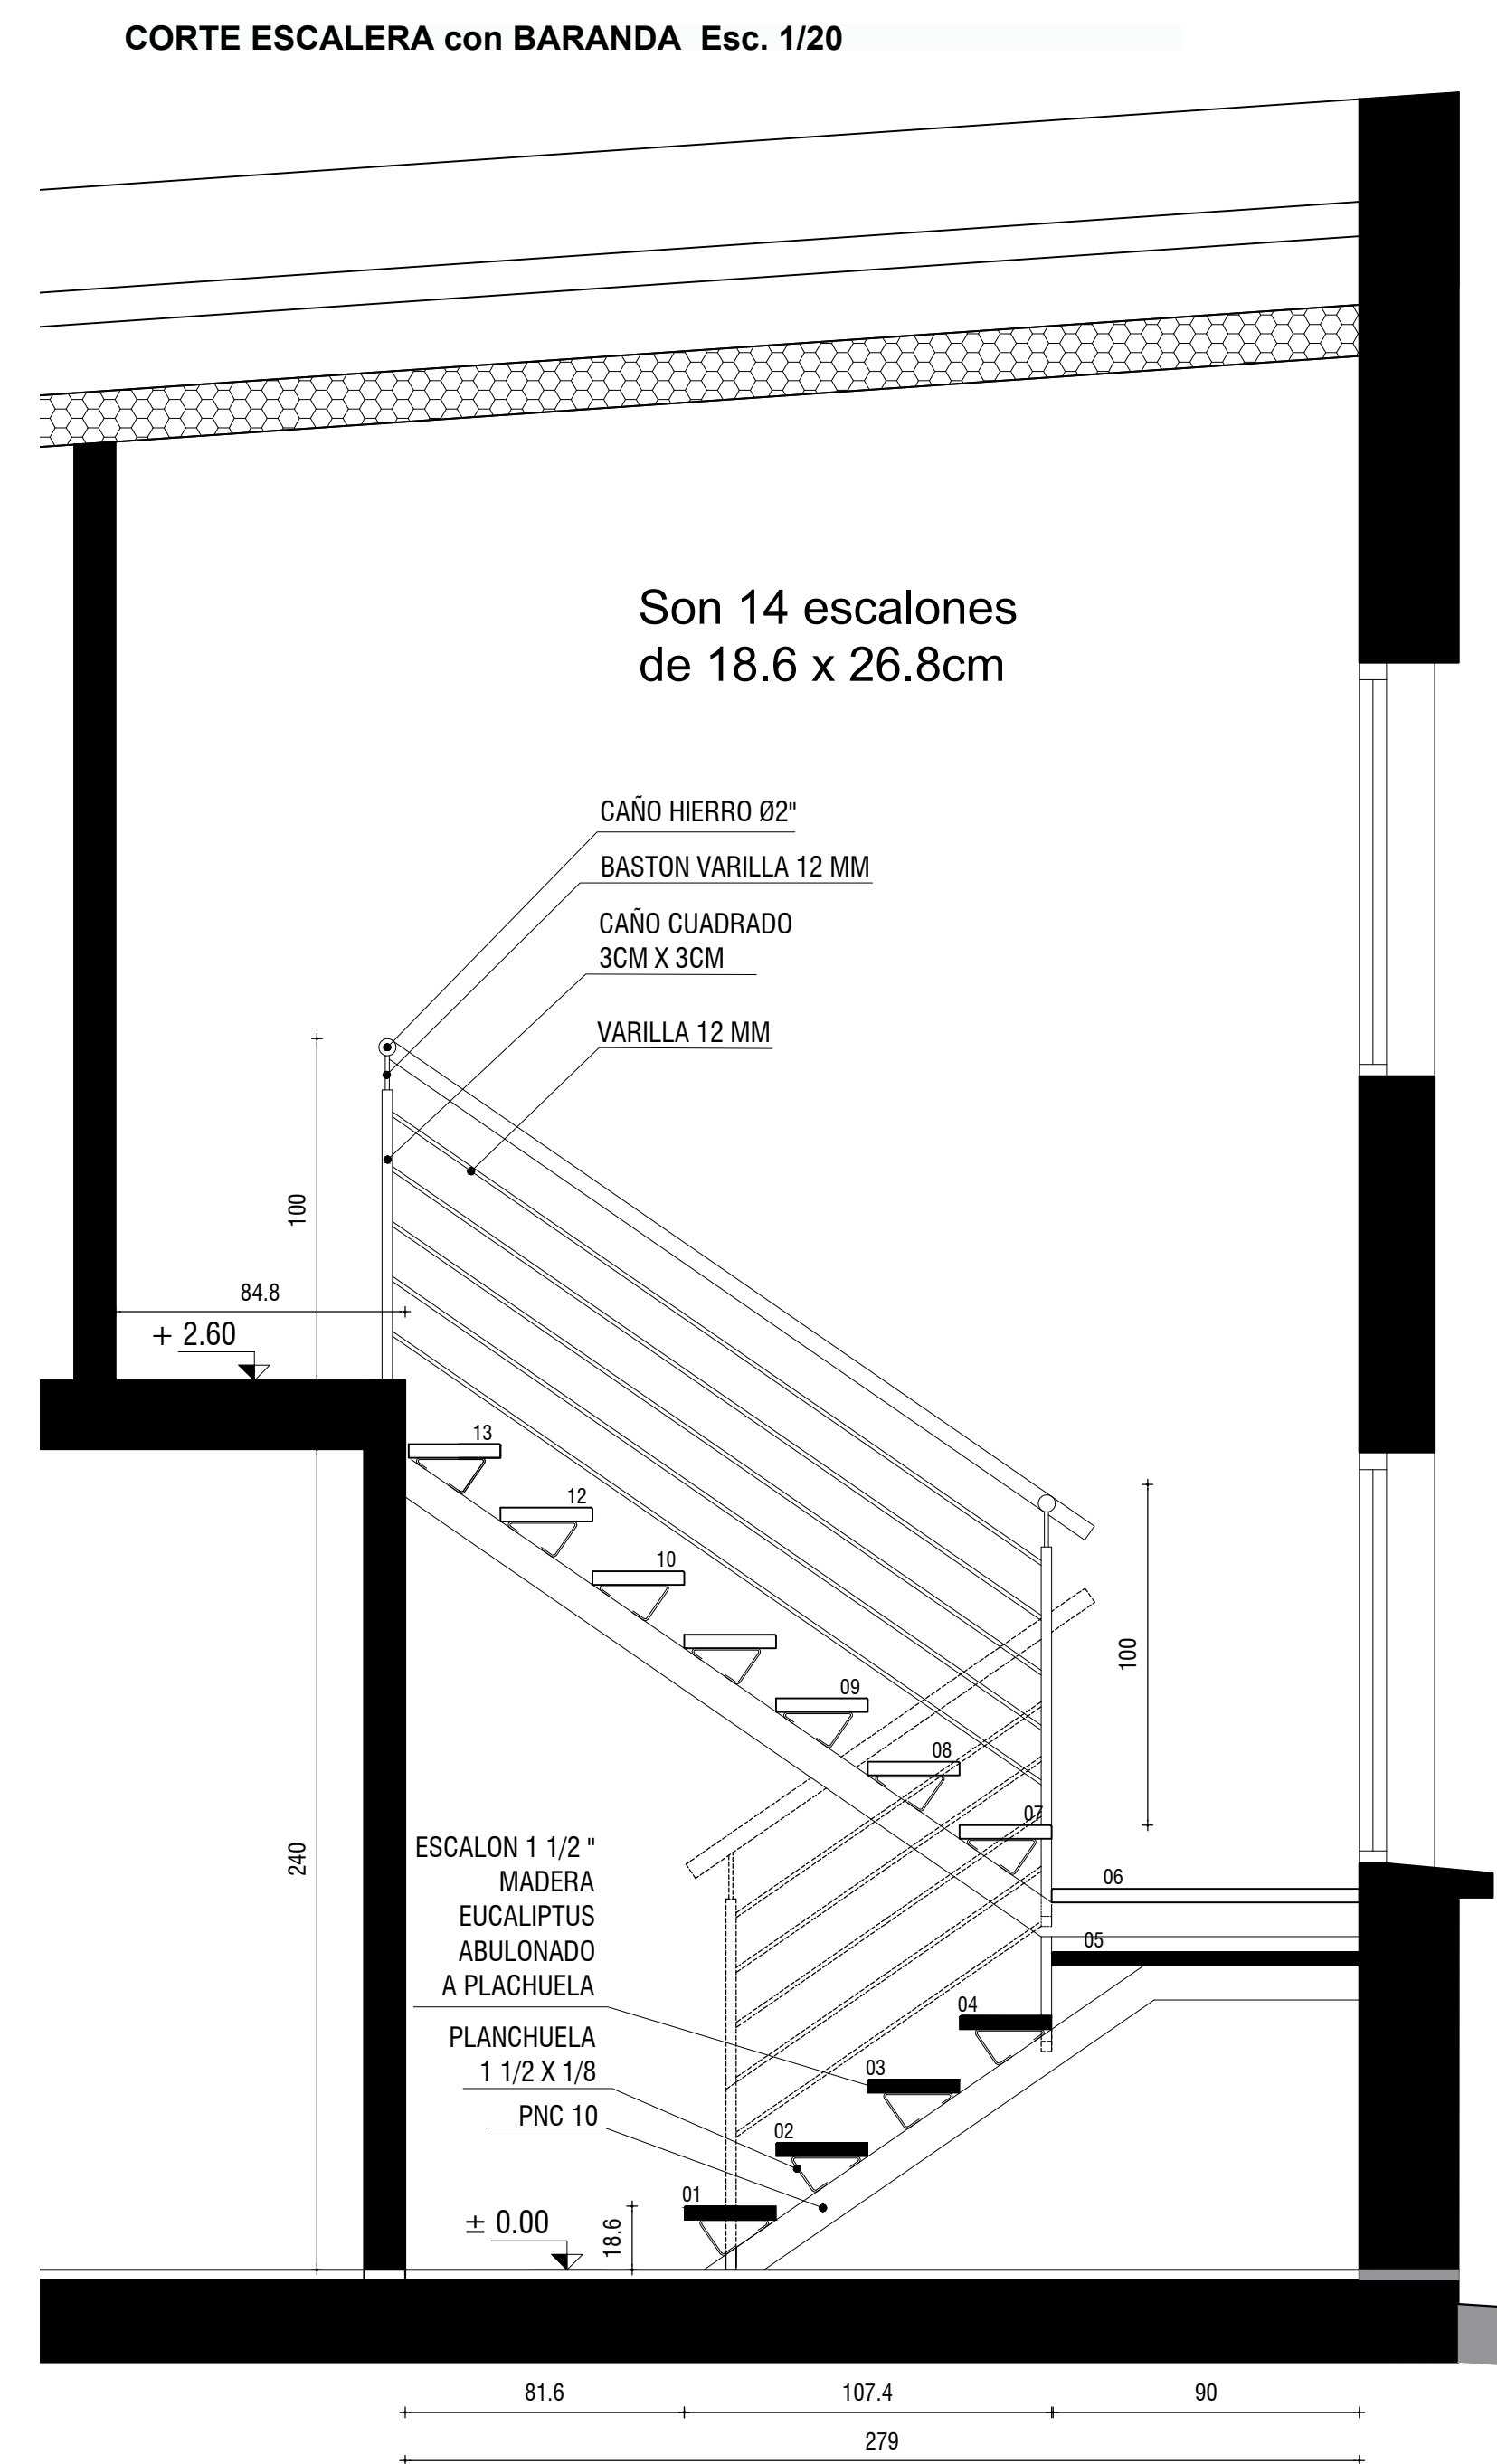 CORTE ESCALERA con BARANDA Esc. 1/20
Son 14 escalones
de 18.6 x 26.8cm
CAÑO HIERRO Ø2"
BASTON VARILLA 12 MM
CAÑO CUADRADO
3CM X 3CM
VARILLA 12 MM
100
84.8
+ 2.60
13
12
10
09
08
07
100
240
ESCALON 1 1/2 "
MADERA
EUCALIPTUS
ABULONADO
A PLACHUELA
06
05
04
03
02
01
PLANCHUELA
1 1/2 X 1/8
PNC 10
± 0.00
18.6
81.6
107.4
90
279